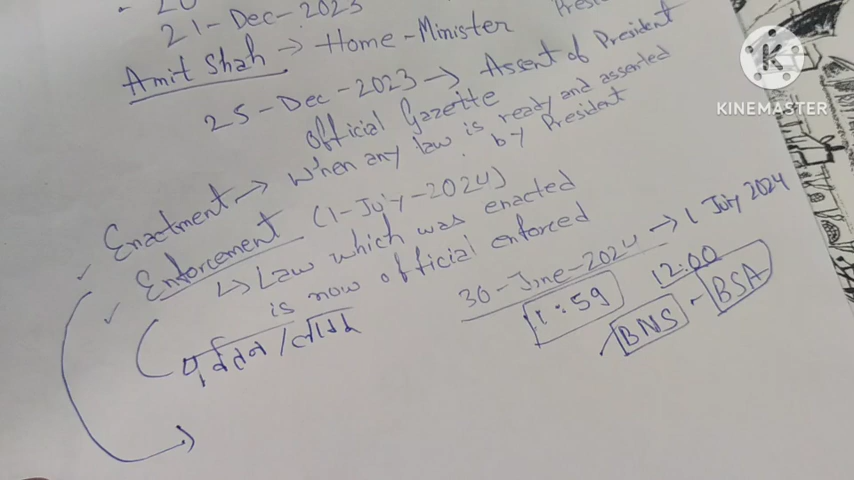 20
21-Dec-2023
Amit Shah → Home-Minister
25-Dec-2023 → Assent of President
official Gazette
Enactment → When any law is ready and asserted
by President
Enforcement (1-July-2024)
↳ Law which was enacted
is now official enforced
30-June-2024 → 1 July 2024
12:00
BNS - BSA
KINEMASTER